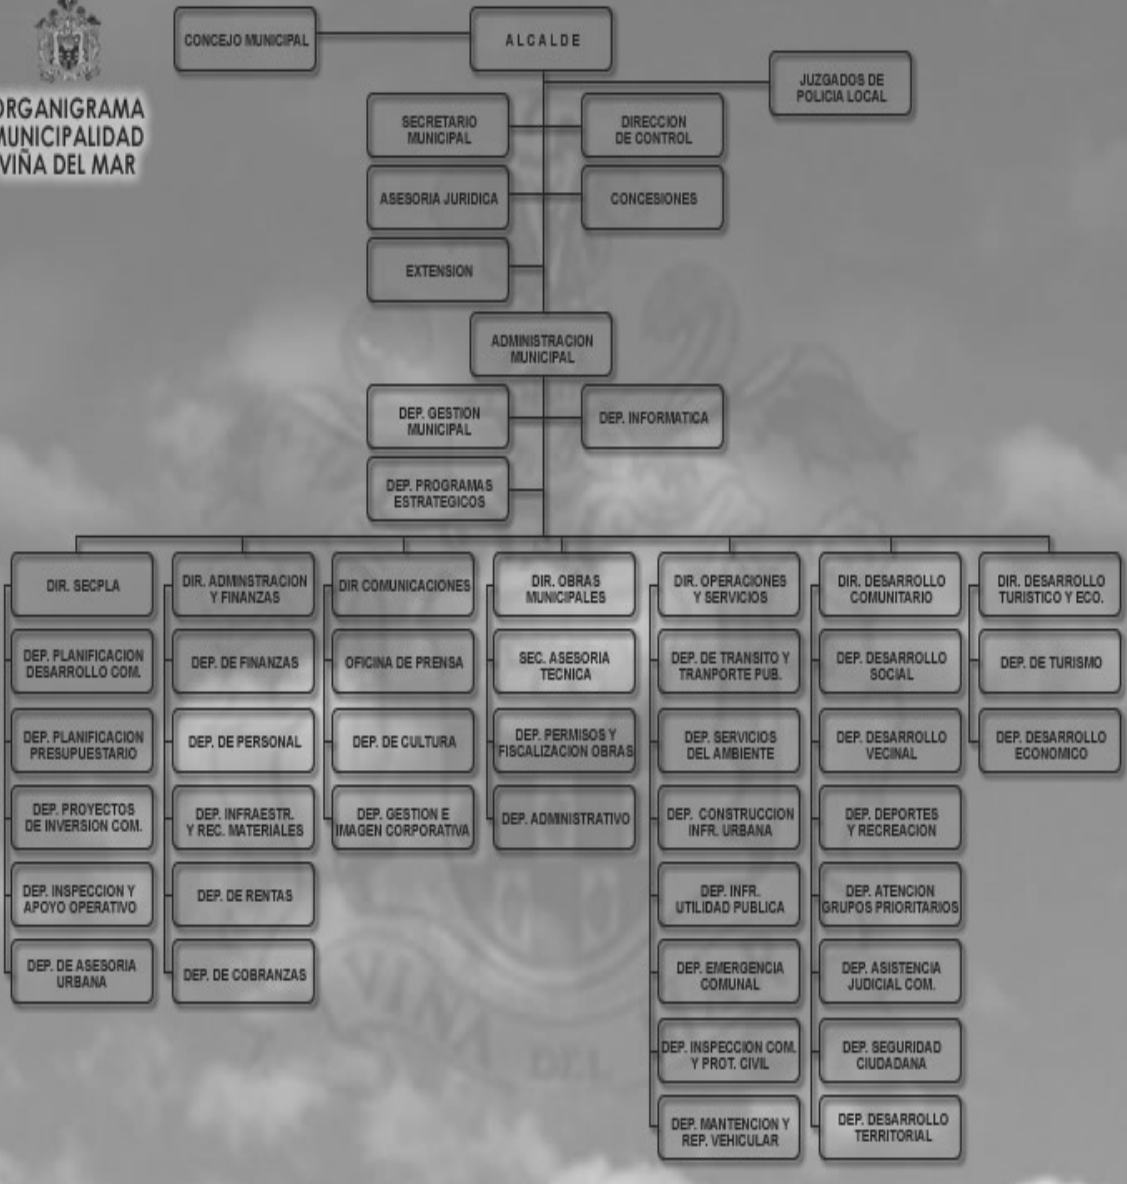 ORGANIGRAMA
MUNICIPALIDAD
VIÑA DEL MAR
CONCEJO MUNICIPAL
ALCALDE
JUZGADOS DE
POLICIA LOCAL
SECRETARIO
MUNICIPAL
DIRECCION
DE CONTROL
ASESORIA JURIDICA
CONCESIONES
EXTENSION
ADMINISTRACION
MUNICIPAL
DEP. GESTION
MUNICIPAL
DEP. INFORMATICA
DEP. PROGRAMAS
ESTRATEGICOS
DIR. SECPLA
DEP. PLANIFICACION
DESARROLLO COM.
DEP. PLANIFICACION
PRESUPUESTARIO
DEP. PROYECTOS
DE INVERSION COM.
DEP. INSPECCION Y
APOYO OPERATIVO
DEP. DE ASESORIA
URBANA
DIR. ADMINSTRACION
Y FINANZAS
DEP. DE FINANZAS
DEP. DE PERSONAL
DEP. INFRAESTR.
Y REC. MATERIALES
DEP. DE RENTAS
DEP. DE COBRANZAS
DIR COMUNICACIONES
OFICINA DE PRENSA
DEP. DE CULTURA
DEP. GESTION E
IMAGEN CORPORATIVA
DIR. OBRAS
MUNICIPALES
SEC. ASESORIA
TECNICA
DEP. PERMISOS Y
FISCALIZACION OBRAS
DEP. ADMINISTRATIVO
DIR. OPERACIONES
Y SERVICIOS
DEP. DE TRANSITO Y
TRANPORTE PUB.
DEP. SERVICIOS
DEL AMBIENTE
DEP. CONSTRUCCION
INFR. URBANA
DEP. INFR.
UTILIDAD PUBLICA
DEP. EMERGENCIA
COMUNAL
DEP. INSPECCION COM.
Y PROT. CIVIL
DEP. MANTENCION Y
REP. VEHICULAR
DIR. DESARROLLO
COMUNITARIO
DEP. DESARROLLO
SOCIAL
DEP. DESARROLLO
VECINAL
DEP. DEPORTES
Y RECREACION
DEP. ATENCION
GRUPOS PRIORITARIOS
DEP. ASISTENCIA
JUDICIAL COM.
DEP. SEGURIDAD
CIUDADANA
DEP. DESARROLLO
TERRITORIAL
DIR. DESARROLLO
TURISTICO Y ECO.
DEP. DE TURISMO
DEP. DESARROLLO
ECONOMICO
VIÑA
DEL